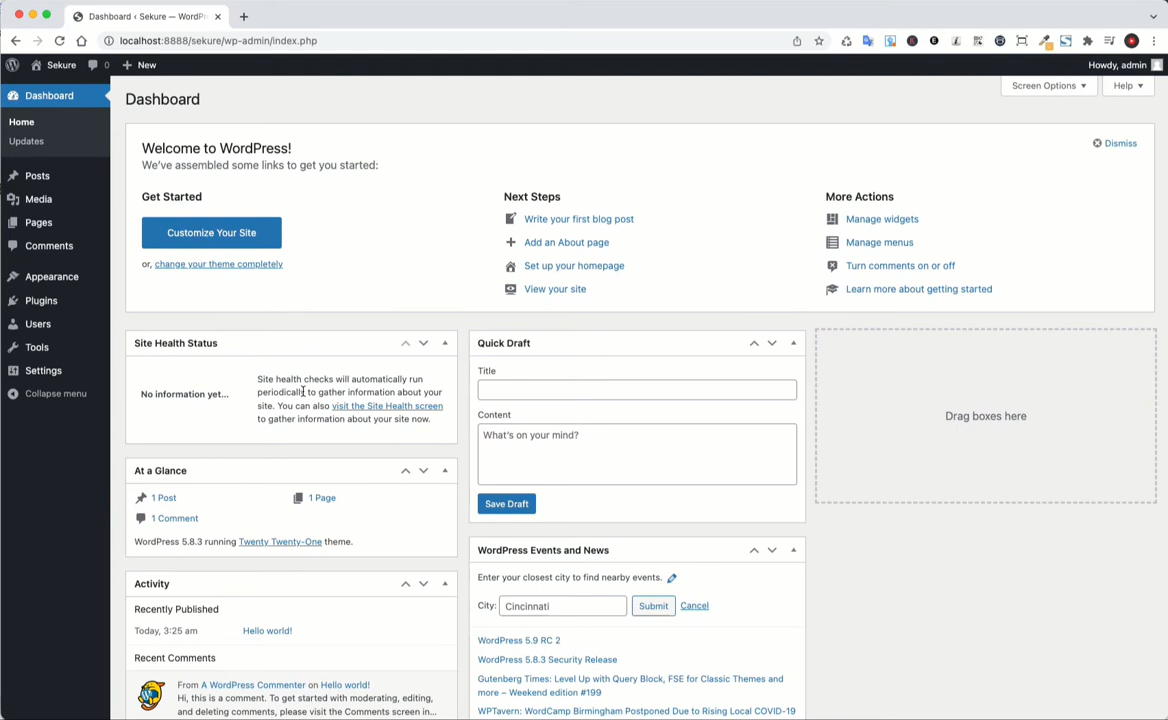 Dashboard ‹ Sekure — WordPr
localhost:8888/sekure/wp-admin/index.php
Sekure
0
New
Howdy, admin
Dashboard
Home
Updates
Posts
Media
Pages
Comments
Appearance
Plugins
Users
Tools
Settings
Collapse menu
Dashboard
Screen Options
Help
Welcome to WordPress!
We've assembled some links to get you started:
Dismiss
Get Started
Customize Your Site
or, change your theme completely
Next Steps
Write your first blog post
Add an About page
Set up your homepage
View your site
More Actions
Manage widgets
Manage menus
Turn comments on or off
Learn more about getting started
Site Health Status
No information yet...
Site health checks will automatically run
periodically to gather information about your
site. You can also visit the Site Health screen
to gather information about your site now.
At a Glance
1 Post
1 Page
1 Comment
WordPress 5.8.3 running Twenty Twenty-One theme.
Activity
Recently Published
Today, 3:25 am
Hello world!
Recent Comments
From A WordPress Commenter on Hello world!
Hi, this is a comment. To get started with moderating, editing,
and deleting comments, please visit the Comments screen in...
Quick Draft
Title
Content
What's on your mind?
Save Draft
WordPress Events and News
Enter your closest city to find nearby events.
City:
Cincinnati
Submit
Cancel
WordPress 5.9 RC 2
WordPress 5.8.3 Security Release
Gutenberg Times: Level Up with Query Block, FSE for Classic Themes and
more – Weekend edition #199
WPTavern: WordCamp Birmingham Postponed Due to Rising Local COVID-19
Drag boxes here